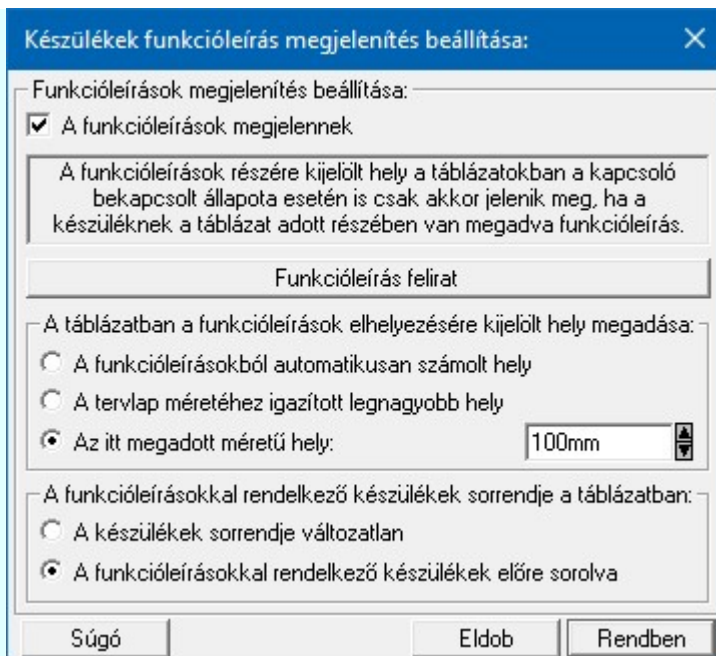 Készülékek funkcióleírás megjelenítés beállítása:
Funkcióleírások megjelenítés beállítása:
A funkcióleírások megjelennek
A funkcióleírások részére kijelölt hely a táblázatokban a kapcsoló
bekapcsolt állapota esetén is csak akkor jelenik meg, ha a
készüléknek a táblázat adott részében van megadva funkcióleírás.
Funkcióleírás felirat
A táblázatban a funkcióleírások elhelyezésére kijelölt hely megadása:
A funkcióleírásokból automatikusan számolt hely
A tervlap méretéhez igazított legnagyobb hely
Az itt megadott méretű hely: 100mm
A funkcióleírásokkal rendelkező készülékek sorrendje a táblázatban:
A készülékek sorrendje változatlan
A funkcióleírásokkal rendelkező készülékek előre sorolva
Súgó Eldob Rendben